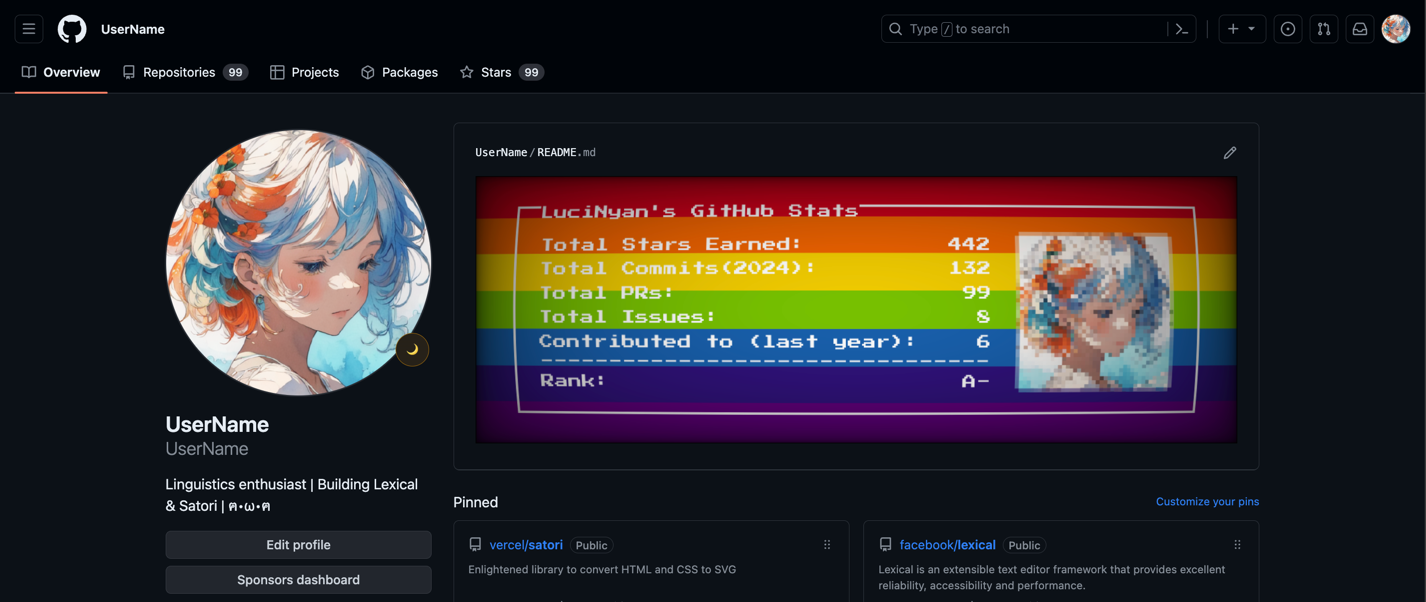 UserName
Type / to search
Overview
Repositories 99
Projects
Packages
Stars 99
UserName
UserName
Linguistics enthusiast | Building Lexical
& Satori | ฅ•ω•ฅ
Edit profile
Sponsors dashboard
UserName/README.md
LuciNyan's GitHub Stats
Total Stars Earned: 442
Total Commits(2024): 132
Total PRs: 99
Total Issues: 8
Contributed to (last year): 6
Rank: A-
Pinned
Customize your pins
vercel/satori Public
Enlightened library to convert HTML and CSS to SVG
facebook/lexical Public
Lexical is an extensible text editor framework that provides excellent
reliability, accessibility and performance.